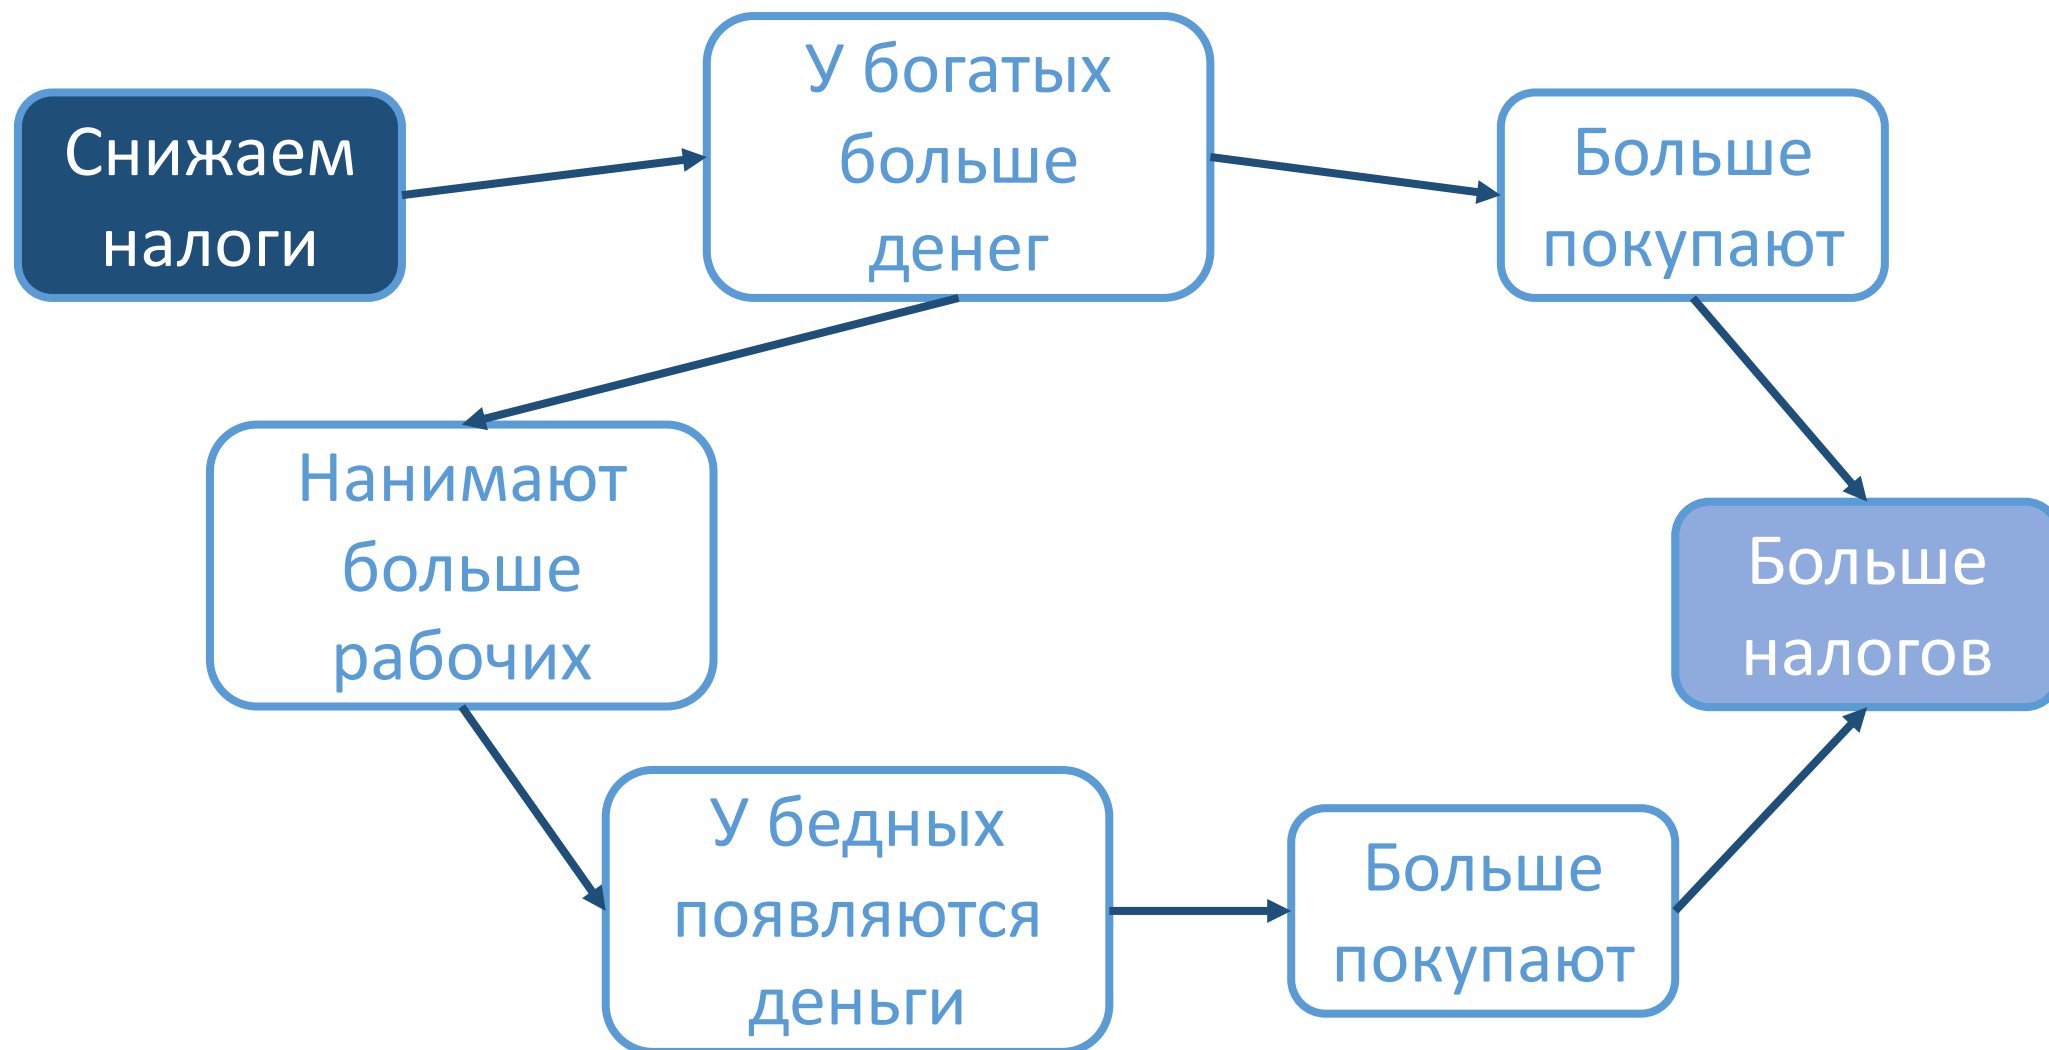 Снижаем
налоги
У богатых
больше
денег
Больше
покупают
Нанимают
больше
рабочих
Больше
налогов
У бедных
появляются
деньги
Больше
покупают